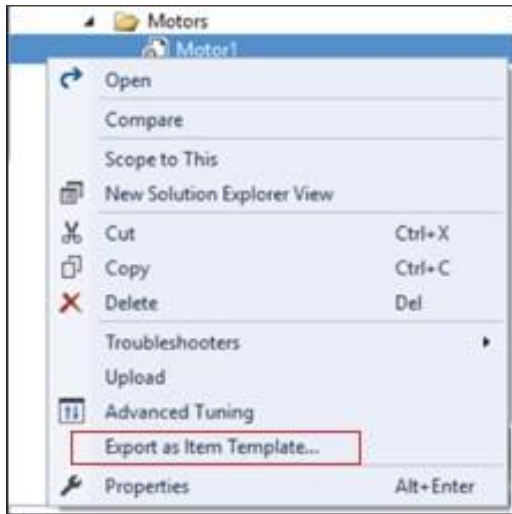 Motors
Motor1
Open
Compare
Scope to This
New Solution Explorer View
Cut Ctrl+X
Copy Ctrl+C
Delete Del
Troubleshooters
Upload
Advanced Tuning
Export as Item Template...
Properties Alt+Enter